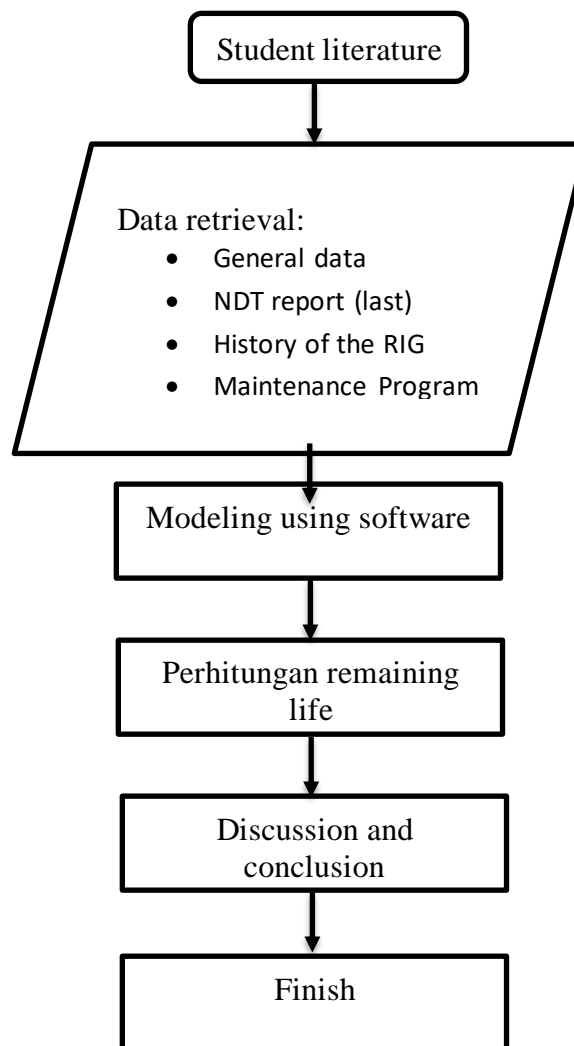 Student literature
Data retrieval:
• General data
• NDT report (last)
• History of the RIG
• Maintenance Program
Modeling using software
Perhitungan remaining
life
Discussion and
conclusion
Finish